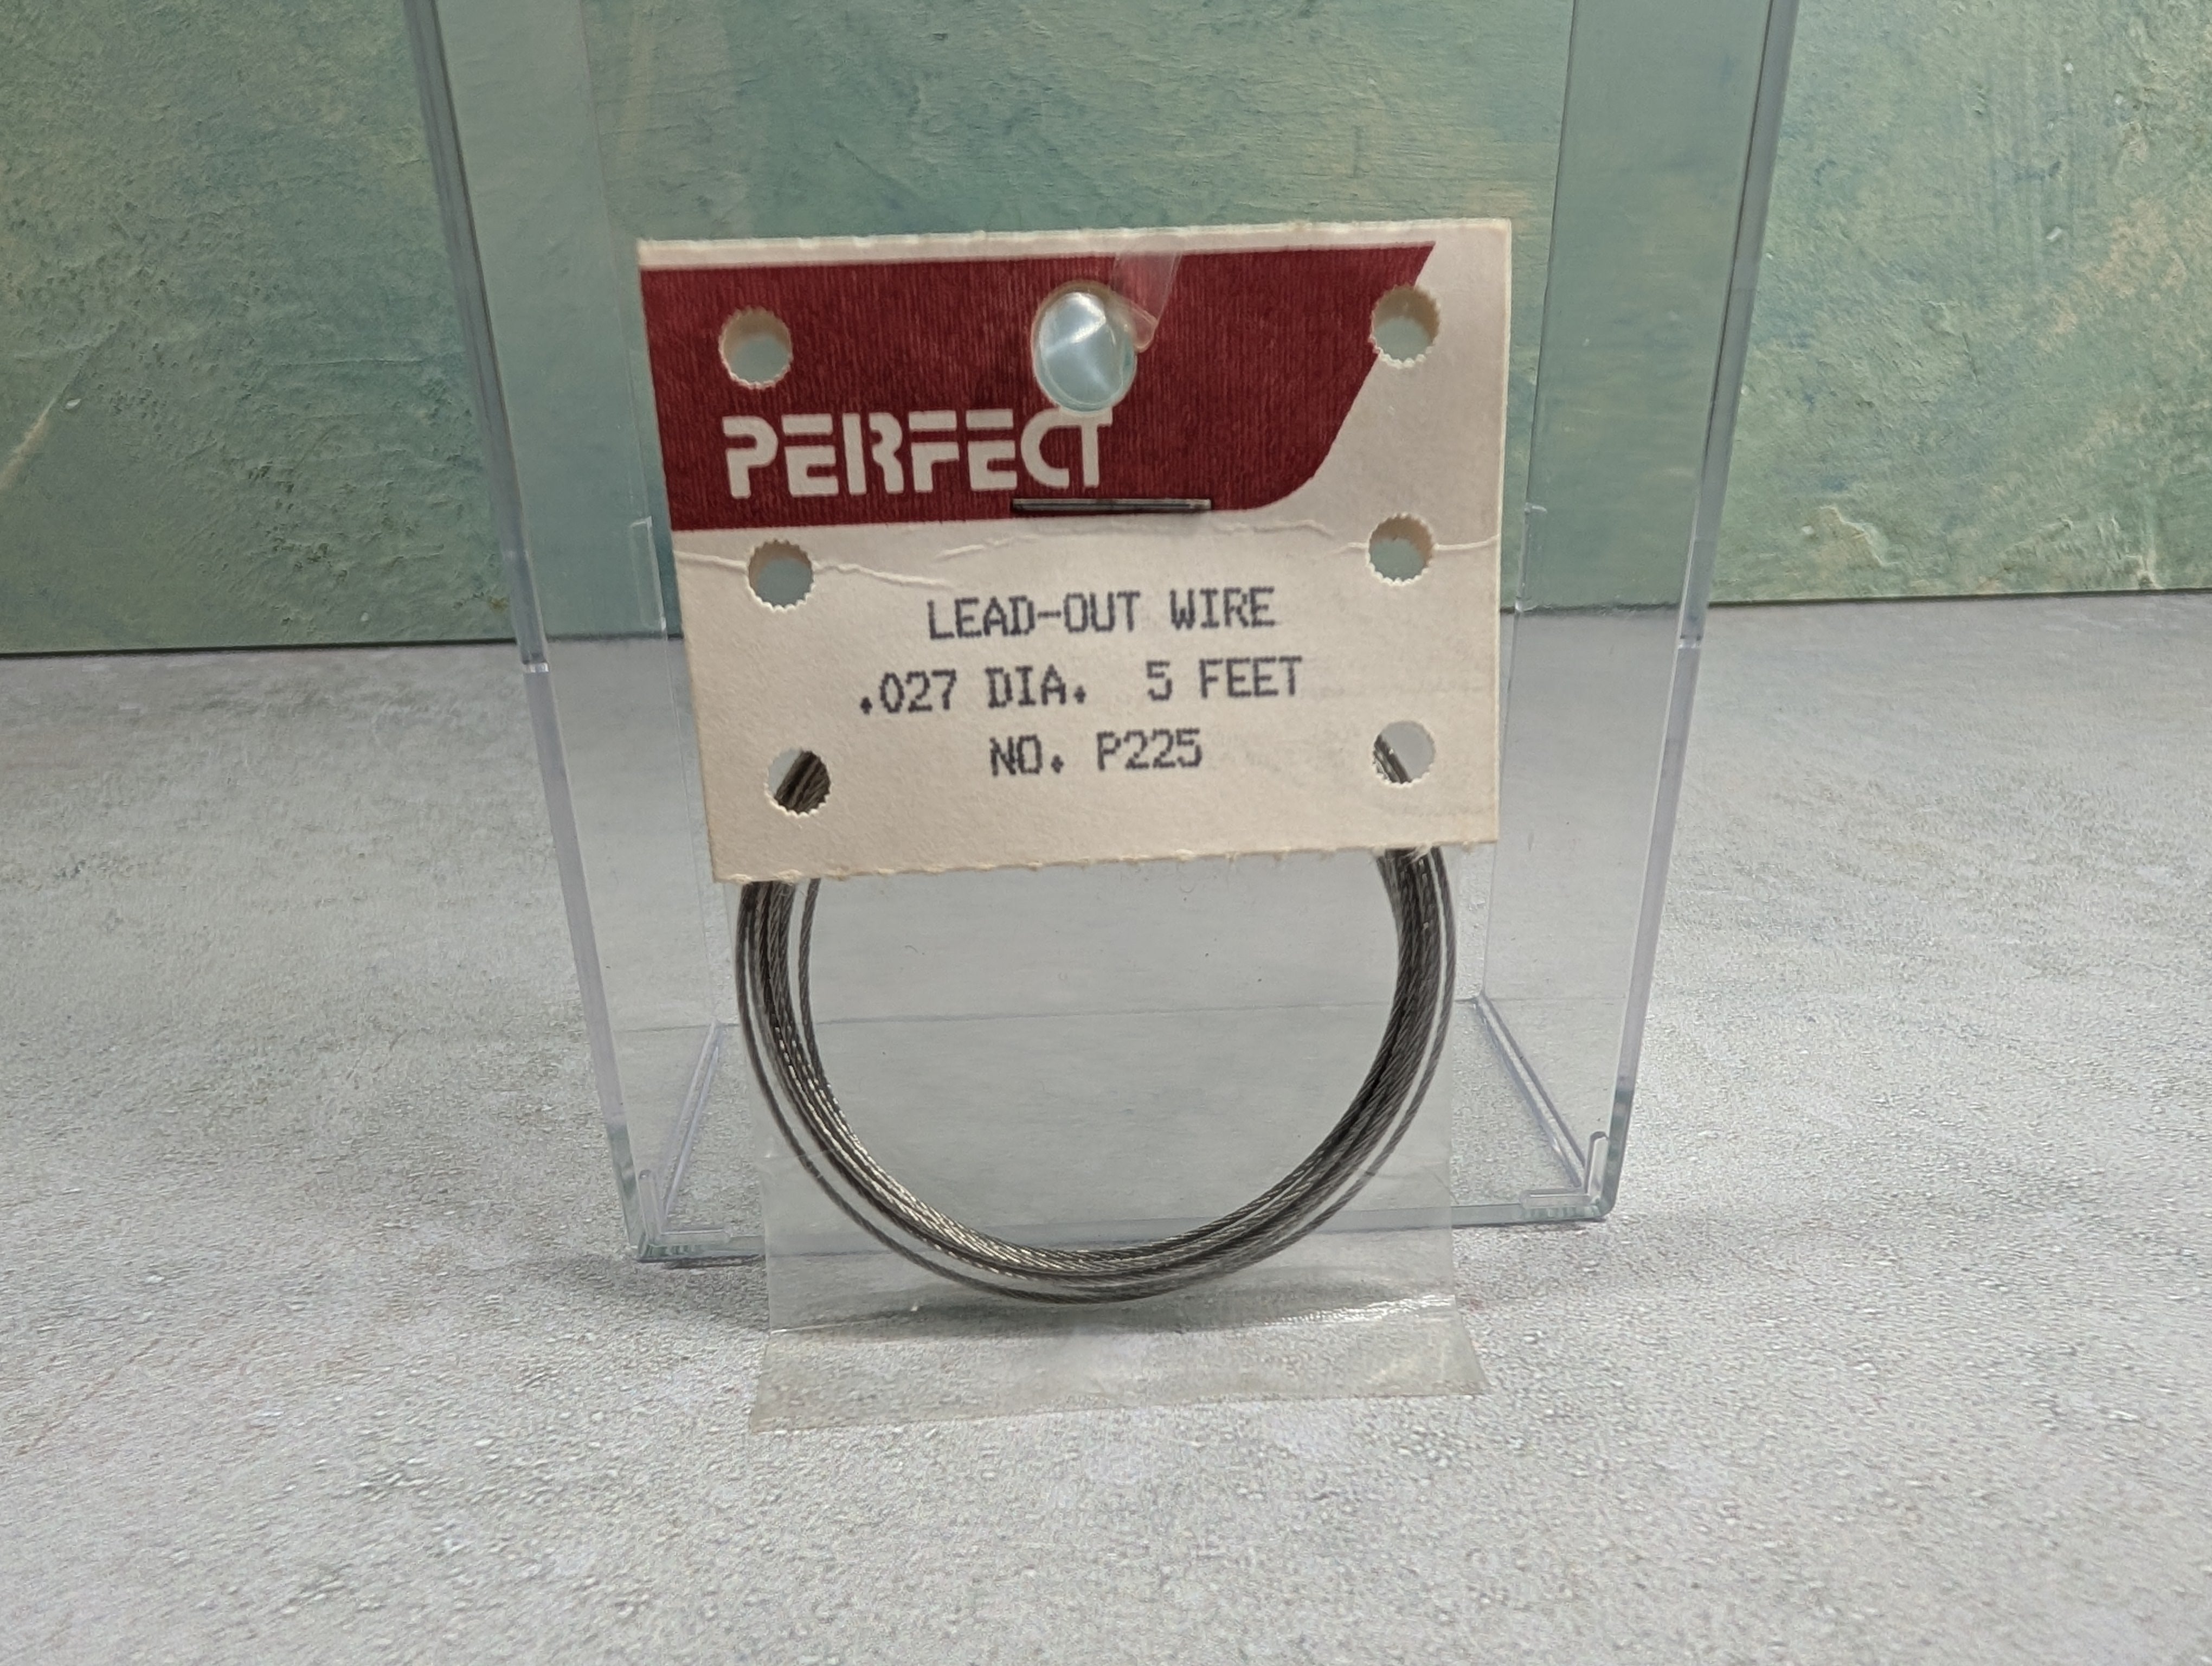 PERFECT
LEAD-OUT WIRE
.027 DIA. 5 FEET
NO. P225